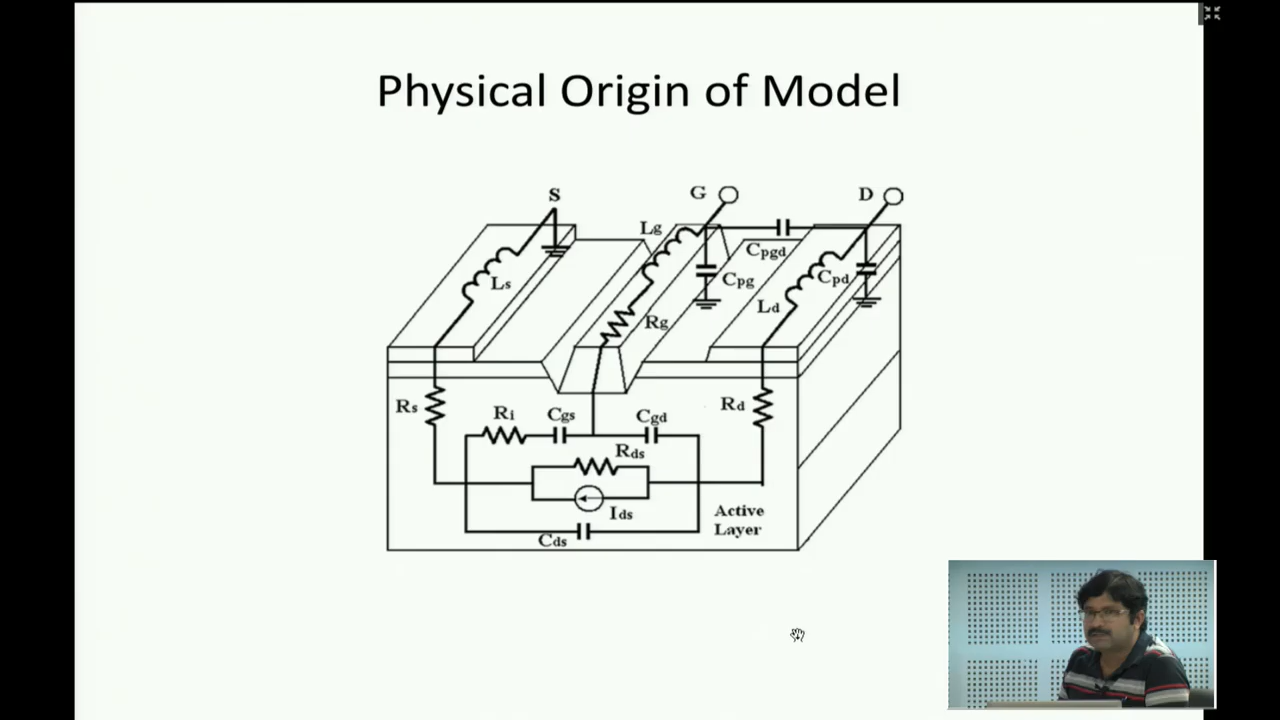 Physical Origin of Model
S
G
D
Lg
Cpgd
Ls
Cpg
Cpd
Ld
Rg
Rs
Ri
Cgs
Cgd
Rd
Rds
Ids
Active
Layer
Cds